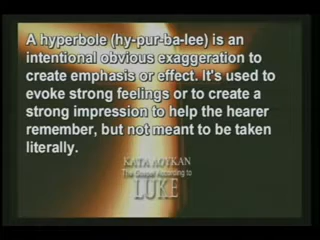 A hyperbole (hy-pur-ba-lee) is an
intentional obvious exaggeration to
create emphasis or effect. It's used to
evoke strong feelings or to create a
strong impression to help the hearer
remember, but not meant to be taken
literally.
ΚΑΤΑ ΛΟΥΚΑΝ
The Gospel According to
LUKE